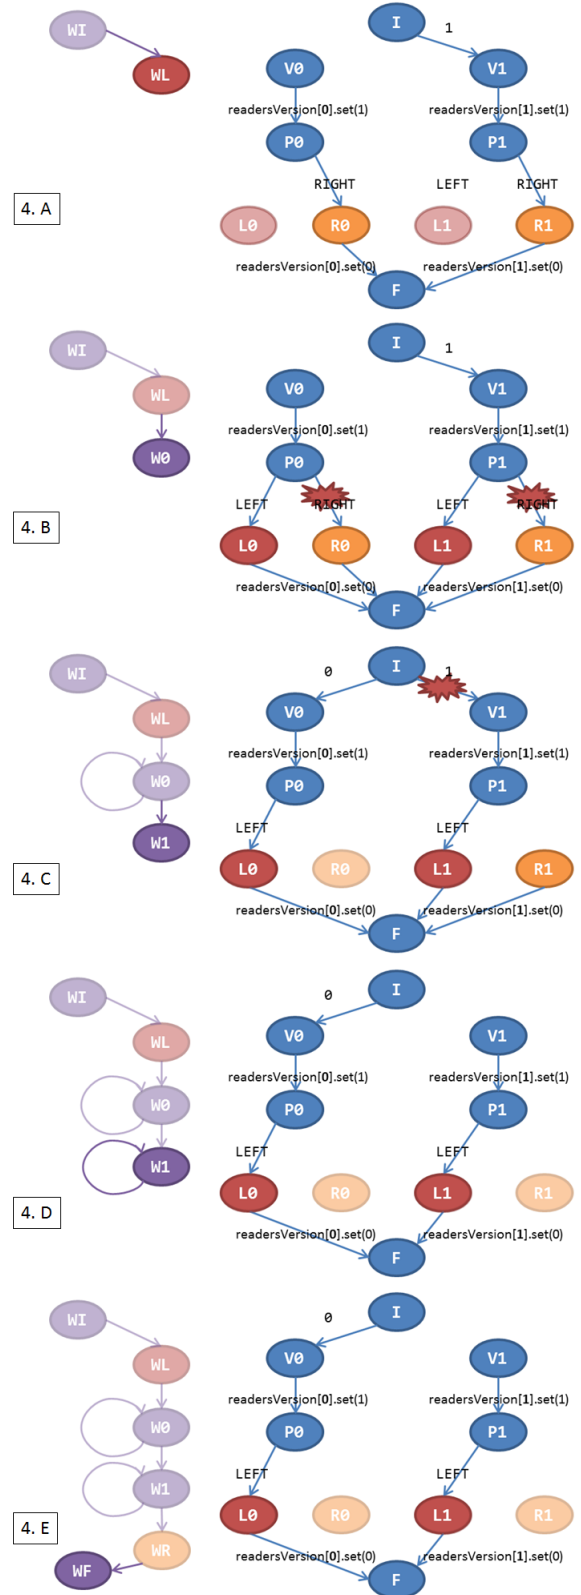 WI I 1
WL V0 V1
readersVersion[0].set(1) readersVersion[1].set(1)
P0 P1
RIGHT LEFT RIGHT
4. A L0 R0 L1 R1
readersVersion[0].set(0) readersVersion[1].set(0)
F
WI I 1
WL V0 V1
readersVersion[0].set(1) readersVersion[1].set(1)
W0 P0 P1
LEFT RIGHT LEFT RIGHT
4. B L0 R0 L1 R1
readersVersion[0].set(0) readersVersion[1].set(0)
F
WI 0 I 1
WL V0 V1
readersVersion[0].set(1) readersVersion[1].set(1)
W0 P0 P1
LEFT LEFT
W1
4. C L0 R0 L1 R1
readersVersion[0].set(0) readersVersion[1].set(0)
F
WI 0 I
WL V0 V1
readersVersion[0].set(1) readersVersion[1].set(1)
W0 P0 P1
LEFT LEFT
W1
4. D L0 R0 L1 R1
readersVersion[0].set(0) readersVersion[1].set(0)
F
WI 0 I
WL V0 V1
readersVersion[0].set(1) readersVersion[1].set(1)
W0 P0 P1
LEFT LEFT
W1
4. E L0 R0 L1 R1
WR readersVersion[0].set(0) readersVersion[1].set(0)
WF F